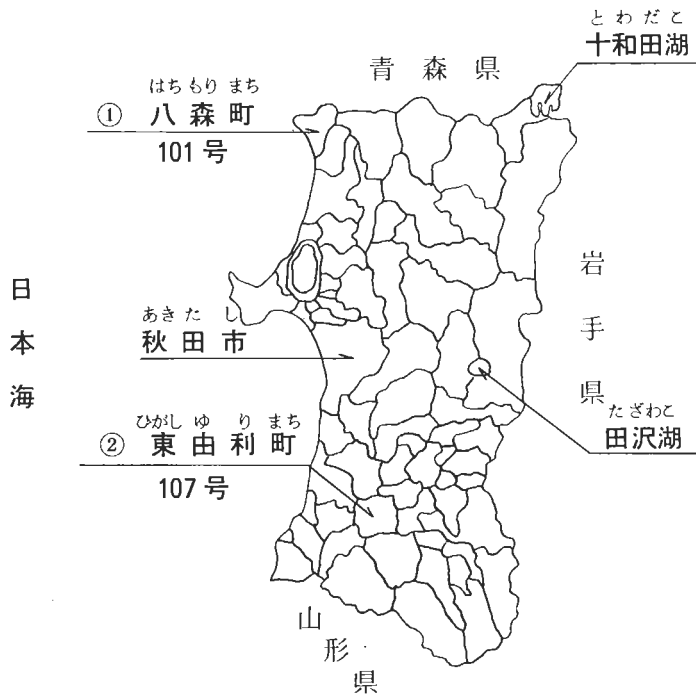 とわだこ
十和田湖
青森県
はちもりまち
① 八森町
101号
岩手県
日本海
あきたし
秋田市
たざわこ
田沢湖
ひがしゆりまち
② 東由利町
107号
山形県